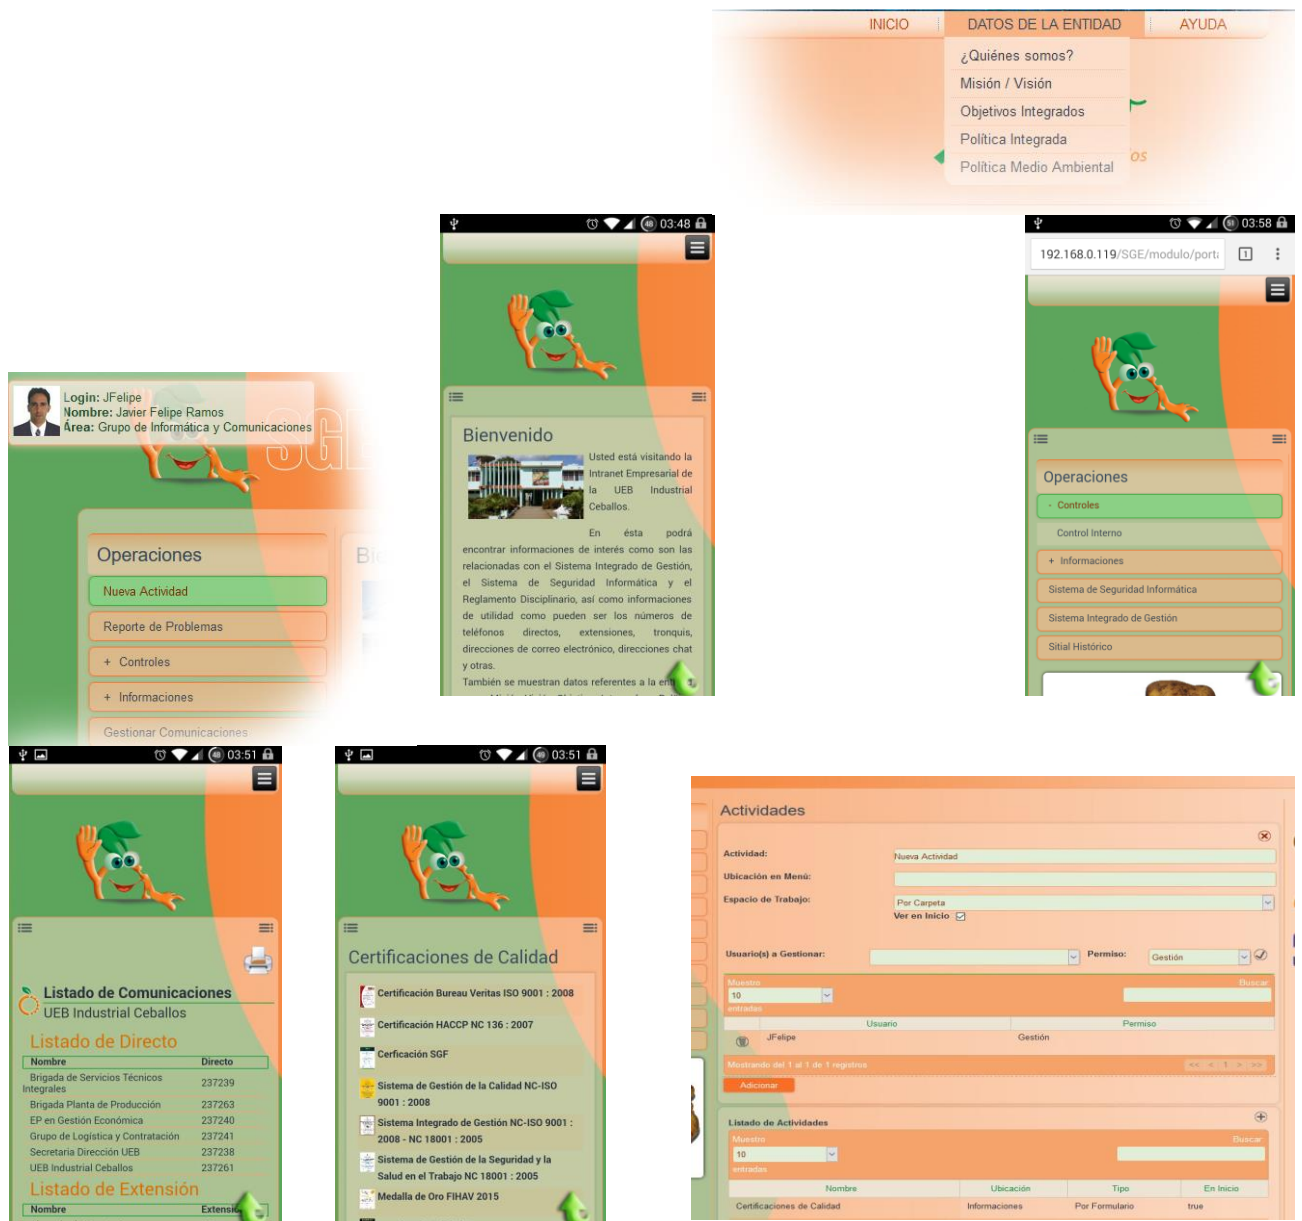 INICIO
DATOS DE LA ENTIDAD
AYUDA
¿Quiénes somos?
Misión / Visión
Objetivos Integrados
Política Integrada
Política Medio Ambiental
os
48 03:48
Bienvenido
Usted está visitando la
Intranet Empresarial de
la UEB Industrial
Ceballos.
En ésta podrá
encontrar informaciones de interés como son las
relacionadas con el Sistema Integrado de Gestión,
el Sistema de Seguridad Informática y el
Reglamento Disciplinario, así como informaciones
de utilidad como pueden ser los números de
teléfonos directos, extensiones, tronquis,
direcciones de correo electrónico, direcciones chat
y otras.
También se muestran datos referentes a la
03:58
192.168.0.119/SGE/modulo/port
1
Operaciones
- Controles
Control Interno
+ Informaciones
Sistema de Seguridad Informática
Sistema Integrado de Gestión
Sitial Histórico
Login: JFelipe
Nombre: Javier Felipe Ramos
Área: Grupo de Informática y Comunicaciones
SGE
Operaciones
Nueva Actividad
Reporte de Problemas
+ Controles
+ Informaciones
Gestionar Comunicaciones
Bie
03:51
Listado de Comunicaciones
UEB Industrial Ceballos
Listado de Directo
Nombre Directo
Brigada de Servicios Técnicos
Integrales 237239
Brigada Planta de Producción 237263
EP en Gestión Económica 237240
Grupo de Logística y Contratación 237241
Secretaria Dirección UEB 237238
UEB Industrial Ceballos 237261
Listado de Extensión
Nombre Extensi
03:51
Certificaciones de Calidad
Certificación Bureau Veritas ISO 9001 : 2008
Certificación HACCP NC 136 : 2007
Cerficación SGF
Sistema de Gestión de la Calidad NC-ISO
9001 : 2008
Sistema Integrado de Gestión NC-ISO 9001 :
2008 - NC 18001 : 2005
Sistema de Gestión de la Seguridad y la
Salud en el Trabajo NC 18001 : 2005
Medalla de Oro FIHAV 2015
Actividades
Actividad: Nueva Actividad
Ubicación en Menú:
Espacio de Trabajo: Por Carpeta
Ver en Inicio
Usuario(s) a Gestionar: Permiso: Gestión
Muestro Buscar
10
entradas
Usuario Permiso
JFelipe Gestión
Mostrando del 1 al 1 de 1 registros << < 1 > >>
Adicionar
Listado de Actividades
Muestro Buscar
10
entradas
Nombre Ubicación Tipo En Inicio
Certificaciones de Calidad Informaciones Por Formulario true